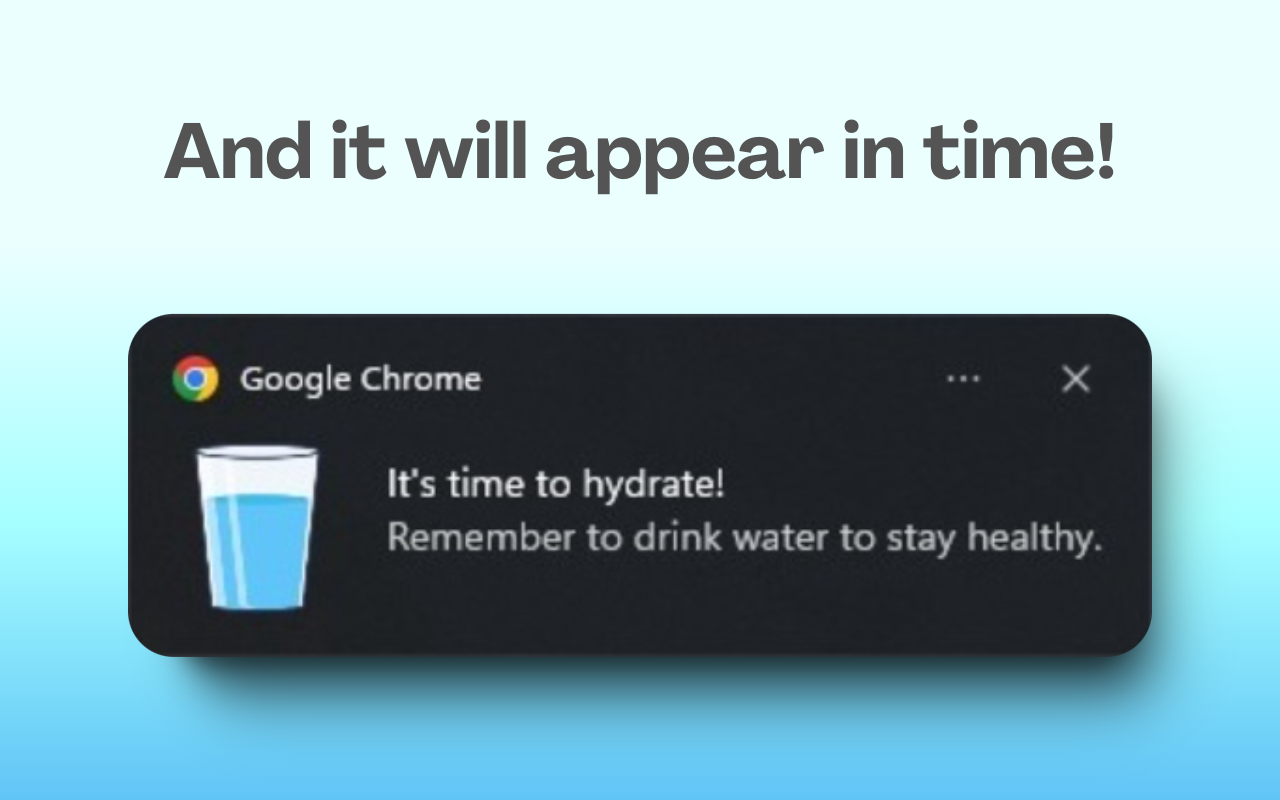 And it will appear in time!
Google Chrome
It's time to hydrate!
Remember to drink water to stay healthy.